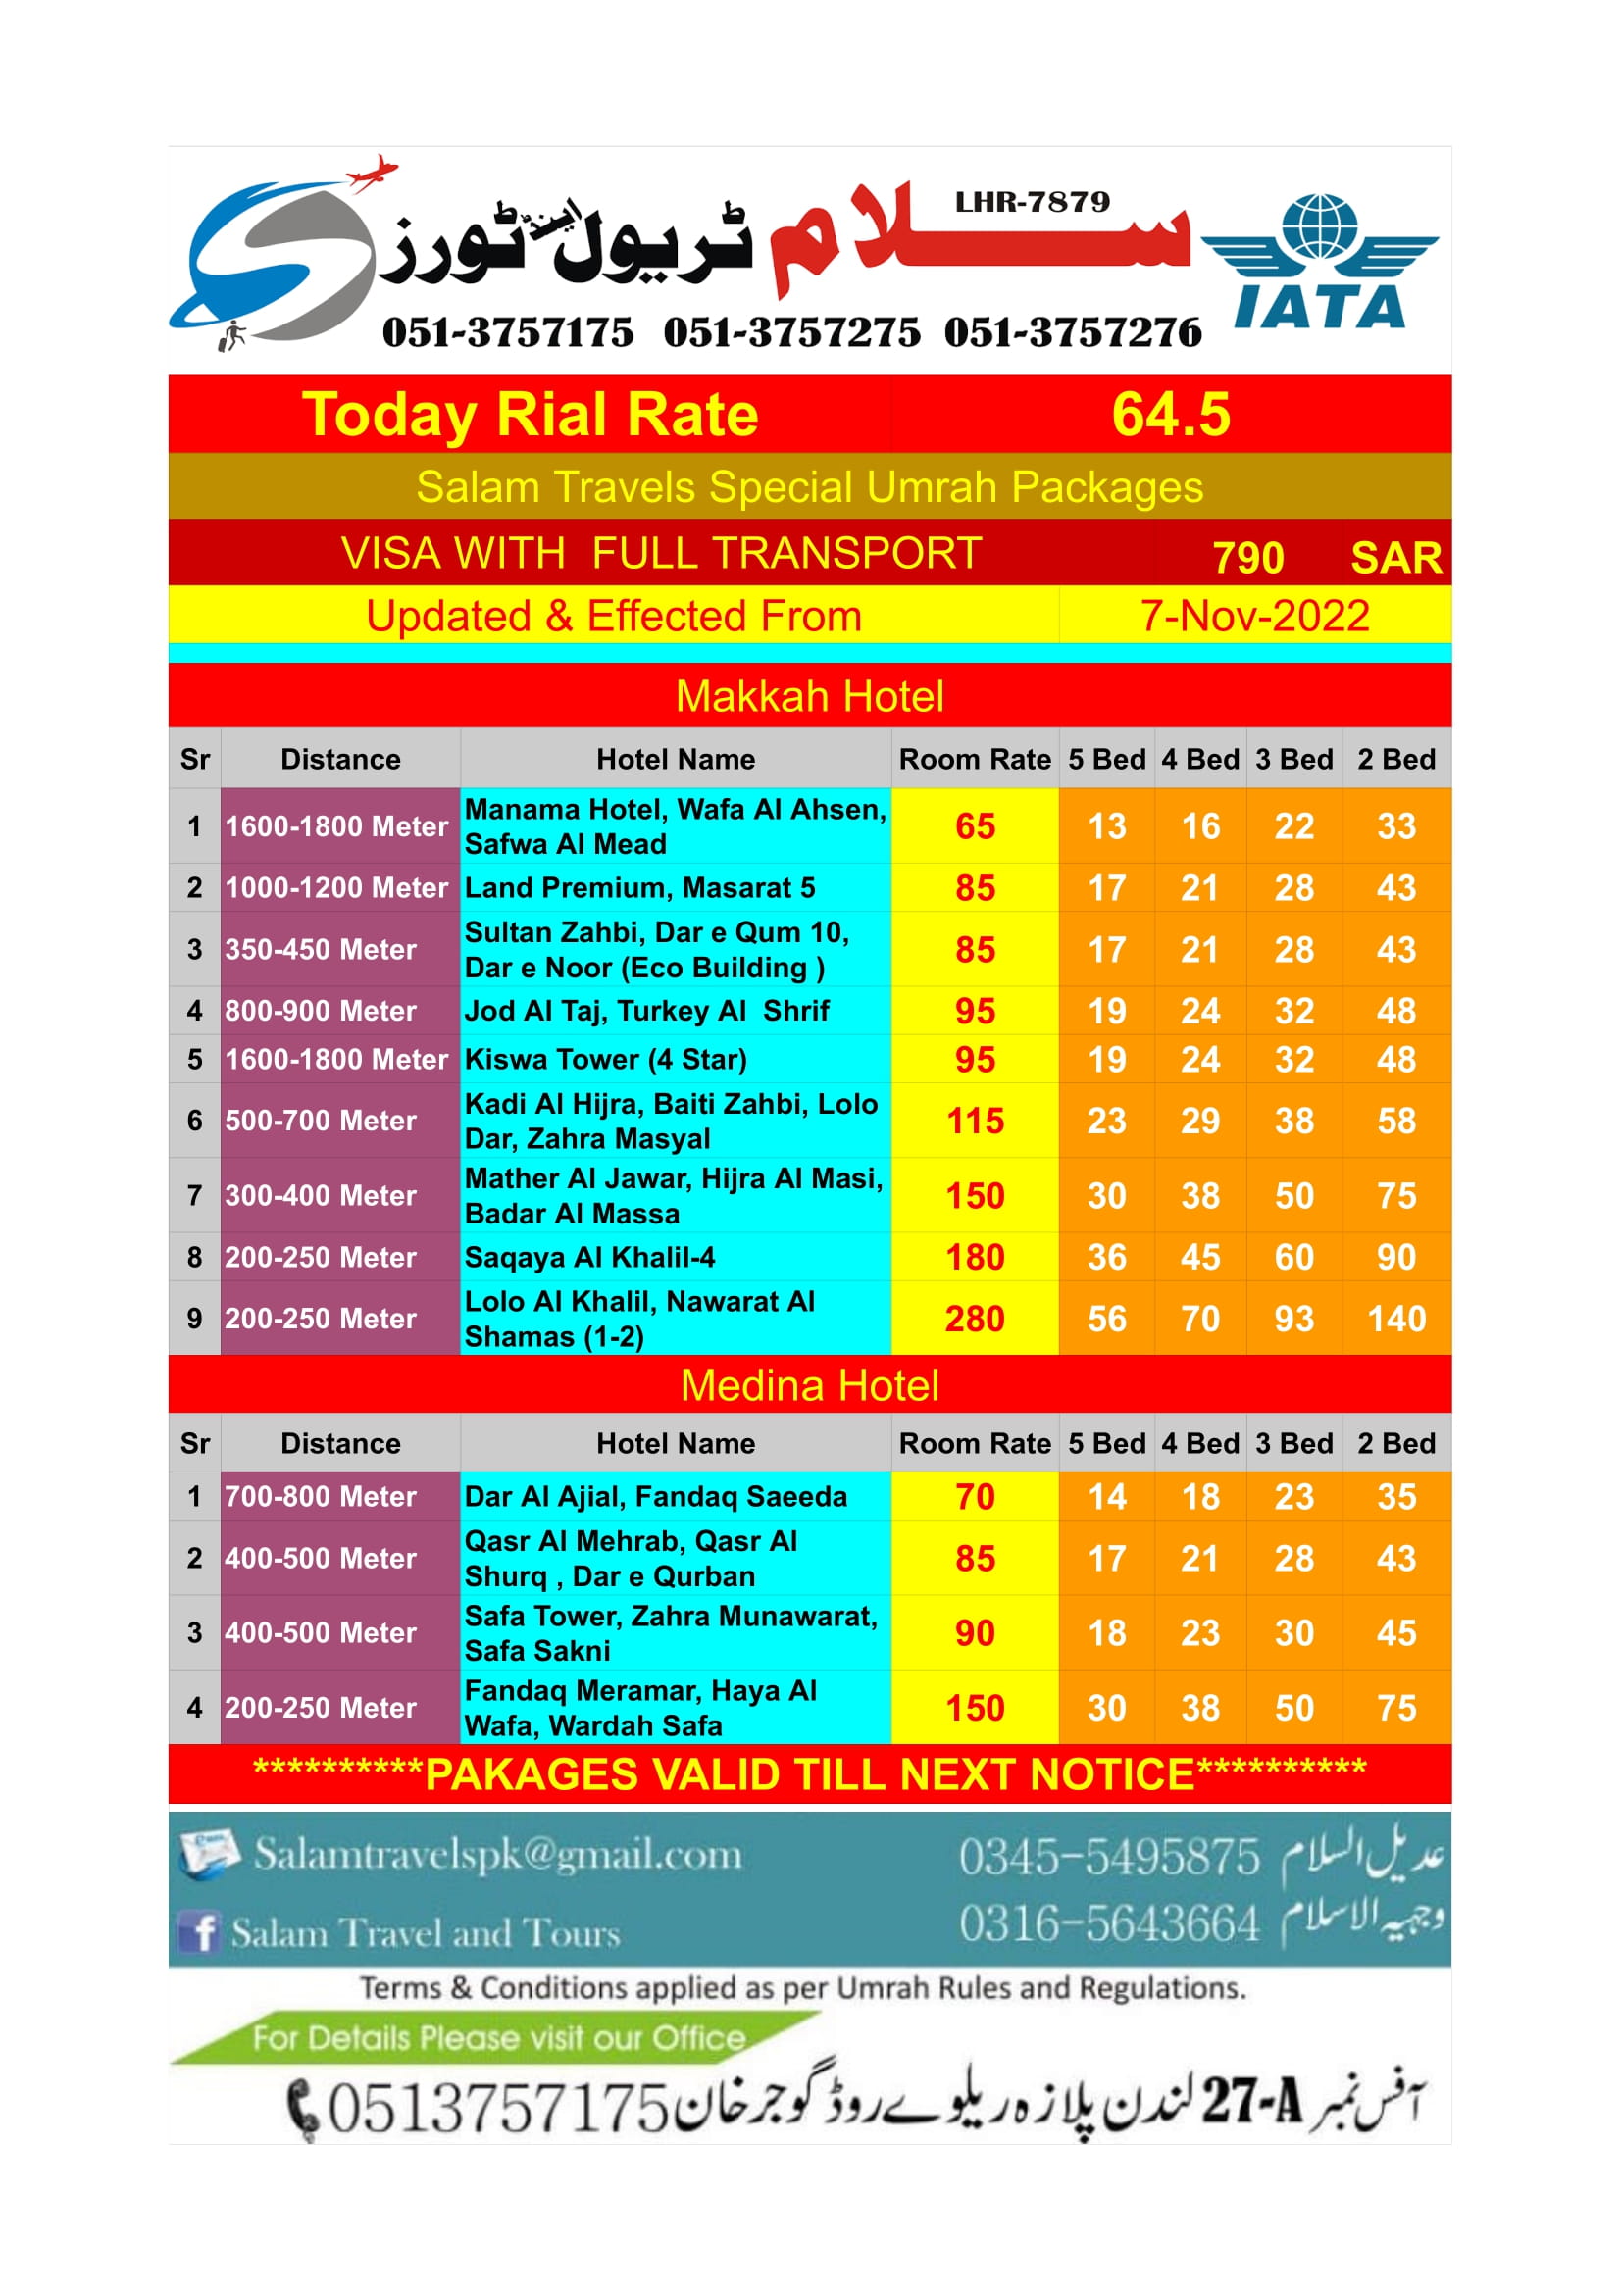 سلام ٹریول اینڈ ٹورز
LHR-7879
IATA
051-3757175 051-3757275 051-3757276
Today Rial Rate 64.5
Salam Travels Special Umrah Packages
VISA WITH FULL TRANSPORT 790 SAR
Updated & Effected From 7-Nov-2022
Makkah Hotel
Sr Distance Hotel Name Room Rate 5 Bed 4 Bed 3 Bed 2 Bed
1 1600-1800 Meter Manama Hotel, Wafa Al Ahsen, 65 13 16 22 33
Safwa Al Mead
2 1000-1200 Meter Land Premium, Masarat 5 85 17 21 28 43
3 350-450 Meter Sultan Zahbi, Dar e Qum 10, 85 17 21 28 43
Dar e Noor (Eco Building )
4 800-900 Meter Jod Al Taj, Turkey Al Shrif 95 19 24 32 48
5 1600-1800 Meter Kiswa Tower (4 Star) 95 19 24 32 48
6 500-700 Meter Kadi Al Hijra, Baiti Zahbi, Lolo 115 23 29 38 58
Dar, Zahra Masyal
7 300-400 Meter Mather Al Jawar, Hijra Al Masi, 150 30 38 50 75
Badar Al Massa
8 200-250 Meter Saqaya Al Khalil-4 180 36 45 60 90
9 200-250 Meter Lolo Al Khalil, Nawarat Al 280 56 70 93 140
Shamas (1-2)
Medina Hotel
Sr Distance Hotel Name Room Rate 5 Bed 4 Bed 3 Bed 2 Bed
1 700-800 Meter Dar Al Ajial, Fandaq Saeeda 70 14 18 23 35
2 400-500 Meter Qasr Al Mehrab, Qasr Al 85 17 21 28 43
Shurq , Dar e Qurban
3 400-500 Meter Safa Tower, Zahra Munawarat, 90 18 23 30 45
Safa Sakni
4 200-250 Meter Fandaq Meramar, Haya Al 150 30 38 50 75
Wafa, Wardah Safa
**********PAKAGES VALID TILL NEXT NOTICE**********
Salamtravelspk@gmail.com
عدیل السلام 0345-5495875
Salam Travel and Tours
وجہیہ الاسلام 0316-5643664
Terms & Conditions applied as per Umrah Rules and Regulations.
For Details Please visit our Office
آفس نمبر 27-A لندن پلازہ ریلوے روڈ گوجرخان 0513757175